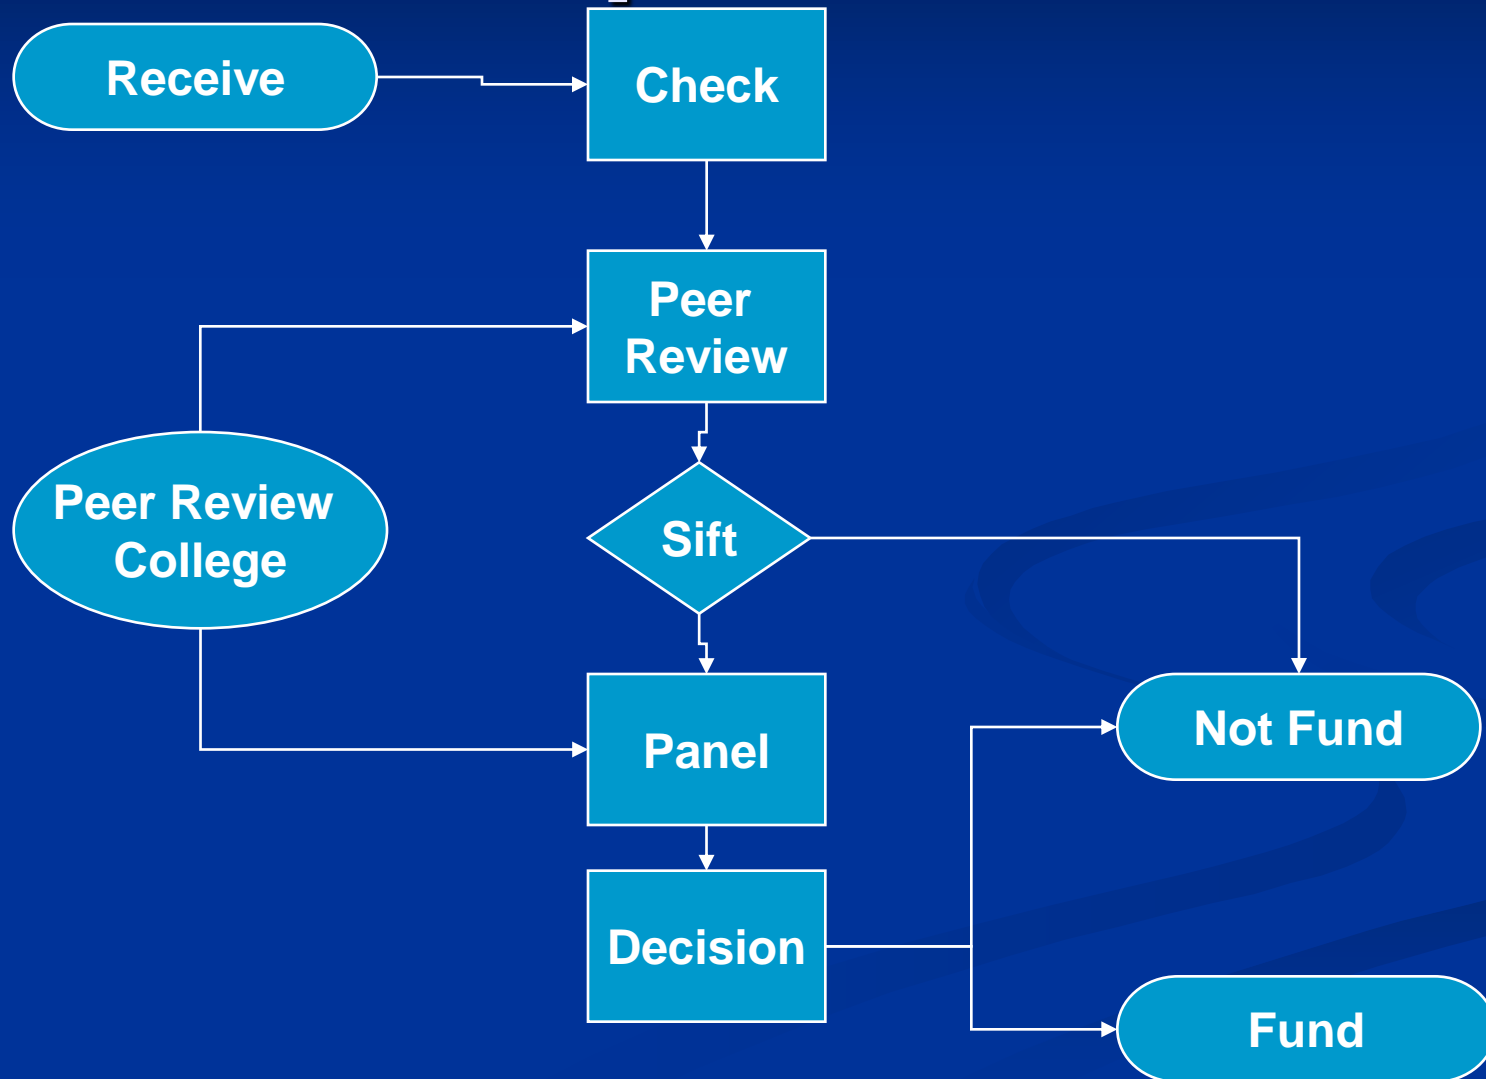 Receive
Check
Peer
Review
Peer Review
College
Sift
Panel
Not Fund
Decision
Fund